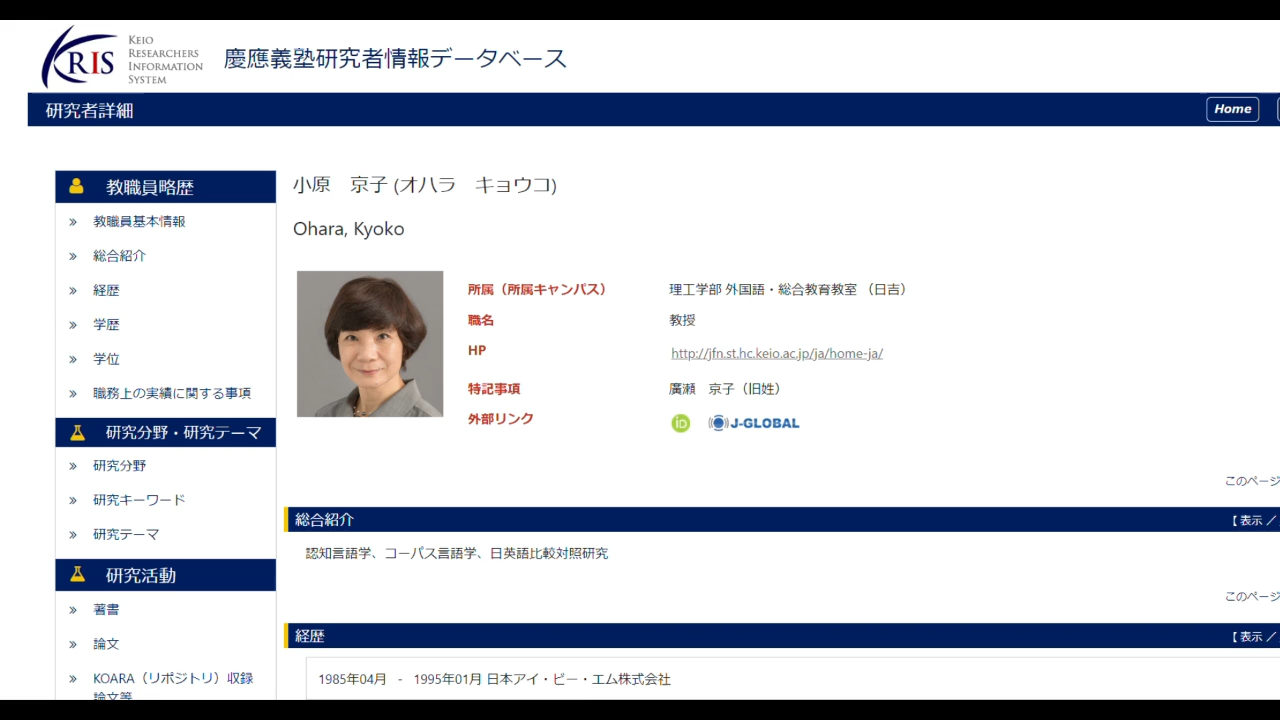 KRIS
KEIO
RESEARCHERS
INFORMATION
SYSTEM
慶應義塾研究者情報データベース
研究者詳細
Home
教職員略歴
» 教職員基本情報
» 総合紹介
» 経歴
» 学歴
» 学位
» 職務上の実績に関する事項
研究分野・研究テーマ
» 研究分野
» 研究キーワード
» 研究テーマ
研究活動
» 著書
» 論文
» KOARA（リポジトリ）収録
論文等
小原　京子 (オハラ　キョウコ)
Ohara, Kyoko
所属（所属キャンパス） 理工学部 外国語・総合教育教室 （日吉）
職名 教授
HP http://jfn.st.hc.keio.ac.jp/ja/home-ja/
特記事項 廣瀬　京子（旧姓）
外部リンク iD J-GLOBAL
このページ
総合紹介 【 表示 ／
認知言語学、コーパス言語学、日英語比較対照研究
このページ
経歴 【 表示 ／
1985年04月 - 1995年01月 日本アイ・ビー・エム株式会社